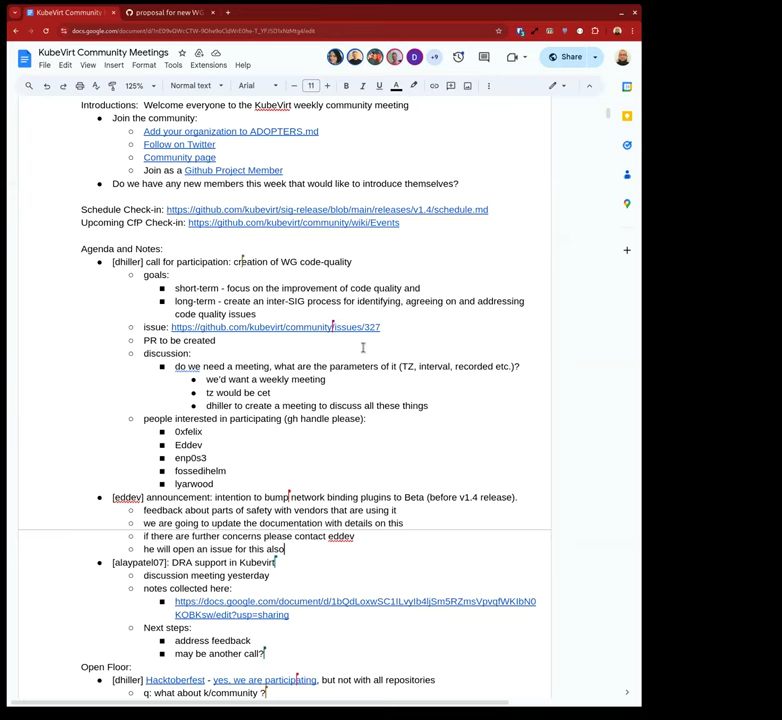 KubeVirt Community
proposal for new WG
docs.google.com/document/d/
KubeVirt Community Meetings
File Edit View Insert Format Tools Extensions Help
D +9 Share
125% Normal text Arial 11 B I U A
Introductions: Welcome everyone to the KubeVirt weekly community meeting
Join the community:
Add your organization to ADOPTERS.md
Follow on Twitter
Community page
Join as a Github Project Member
Do we have any new members this week that would like to introduce themselves?
Schedule Check-in: https://github.com/kubevirt/sig-release/blob/main/releases/v1.4/schedule.md
Upcoming CfP Check-in: https://github.com/kubevirt/community/wiki/Events
Agenda and Notes:
[dhiller] call for participation: creation of WG code-quality
goals:
short-term - focus on the improvement of code quality and
long-term - create an inter-SIG process for identifying, agreeing on and addressing
code quality issues
issue: https://github.com/kubevirt/community/issues/327
PR to be created
discussion:
do we need a meeting, what are the parameters of it (TZ, interval, recorded etc.)?
we'd want a weekly meeting
tz would be cet
dhiller to create a meeting to discuss all these things
people interested in participating (gh handle please):
0xfelix
Eddev
enp0s3
fossedihelm
lyarwood
[eddev] announcement: intention to bump network binding plugins to Beta (before v1.4 release).
feedback about parts of safety with vendors that are using it
we are going to update the documentation with details on this
if there are further concerns please contact eddev
he will open an issue for this also
[alaypatel07]: DRA support in Kubevirt
discussion meeting yesterday
notes collected here:
https://docs.google.com/document/d/1bQdLoxwSC1ILvyIb4ljSm5RZmsVpvqfWKIbN0
KOBKsw/edit?usp=sharing
Next steps:
address feedback
may be another call?
Open Floor:
[dhiller] Hacktoberfest - yes, we are participating, but not with all repositories
q: what about k/community ?